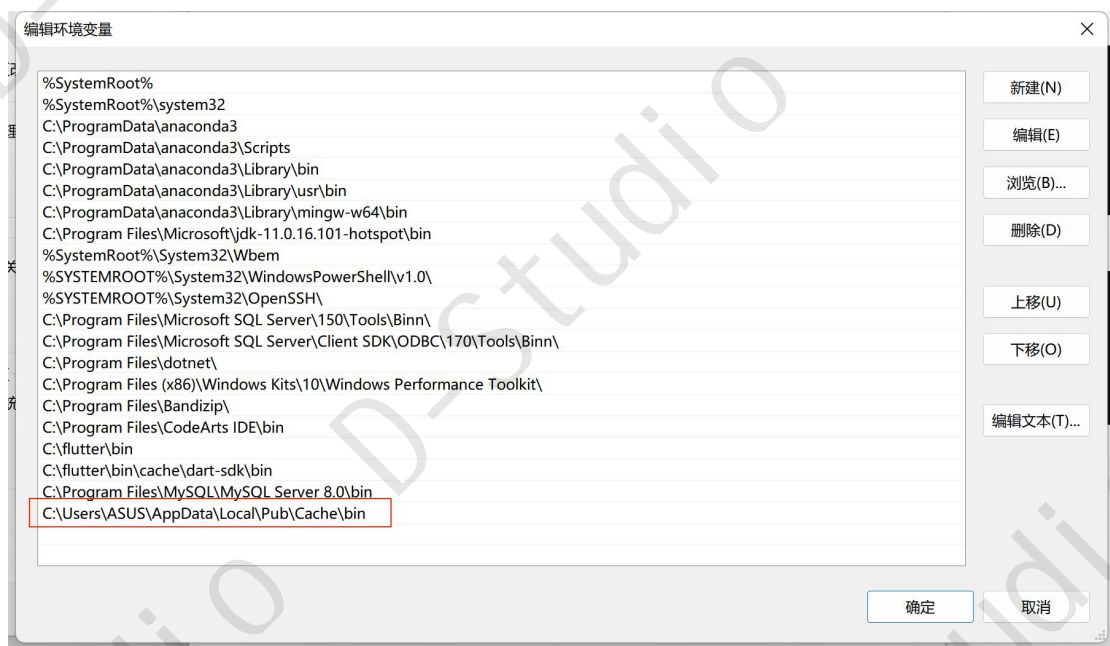 编辑环境变量
%SystemRoot%
%SystemRoot%\system32
C:\ProgramData\anaconda3
C:\ProgramData\anaconda3\Scripts
C:\ProgramData\anaconda3\Library\bin
C:\ProgramData\anaconda3\Library\usr\bin
C:\ProgramData\anaconda3\Library\mingw-w64\bin
C:\Program Files\Microsoft\jdk-11.0.16.101-hotspot\bin
%SystemRoot%\System32\Wbem
%SYSTEMROOT%\System32\WindowsPowerShell\v1.0\
%SYSTEMROOT%\System32\OpenSSH\
C:\Program Files\Microsoft SQL Server\150\Tools\Binn\
C:\Program Files\Microsoft SQL Server\Client SDK\ODBC\170\Tools\Binn\
C:\Program Files\dotnet\
C:\Program Files (x86)\Windows Kits\10\Windows Performance Toolkit\
C:\Program Files\Bandizip\
C:\Program Files\CodeArts IDE\bin
C:\flutter\bin
C:\flutter\bin\cache\dart-sdk\bin
C:\Program Files\MySQL\MySQL Server 8.0\bin
C:\Users\ASUS\AppData\Local\Pub\Cache\bin
新建(N)
编辑(E)
浏览(B)...
删除(D)
上移(U)
下移(O)
编辑文本(T)...
确定
取消
D-Studio